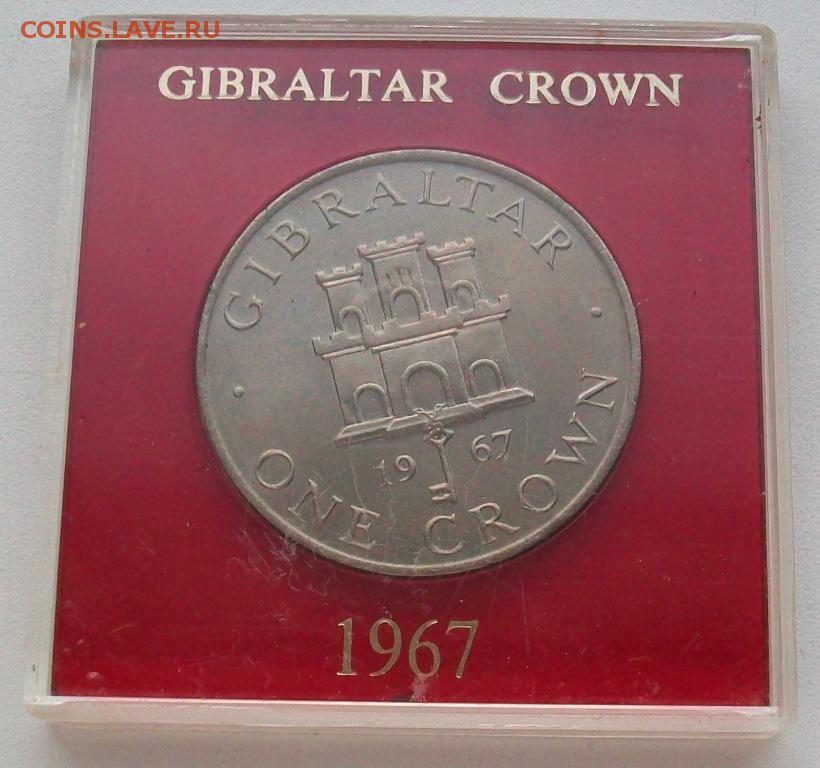 COINS.LAVE.RU
GIBRALTAR CROWN
· GIBRALTAR ·
19 67
ONE CROWN
1967